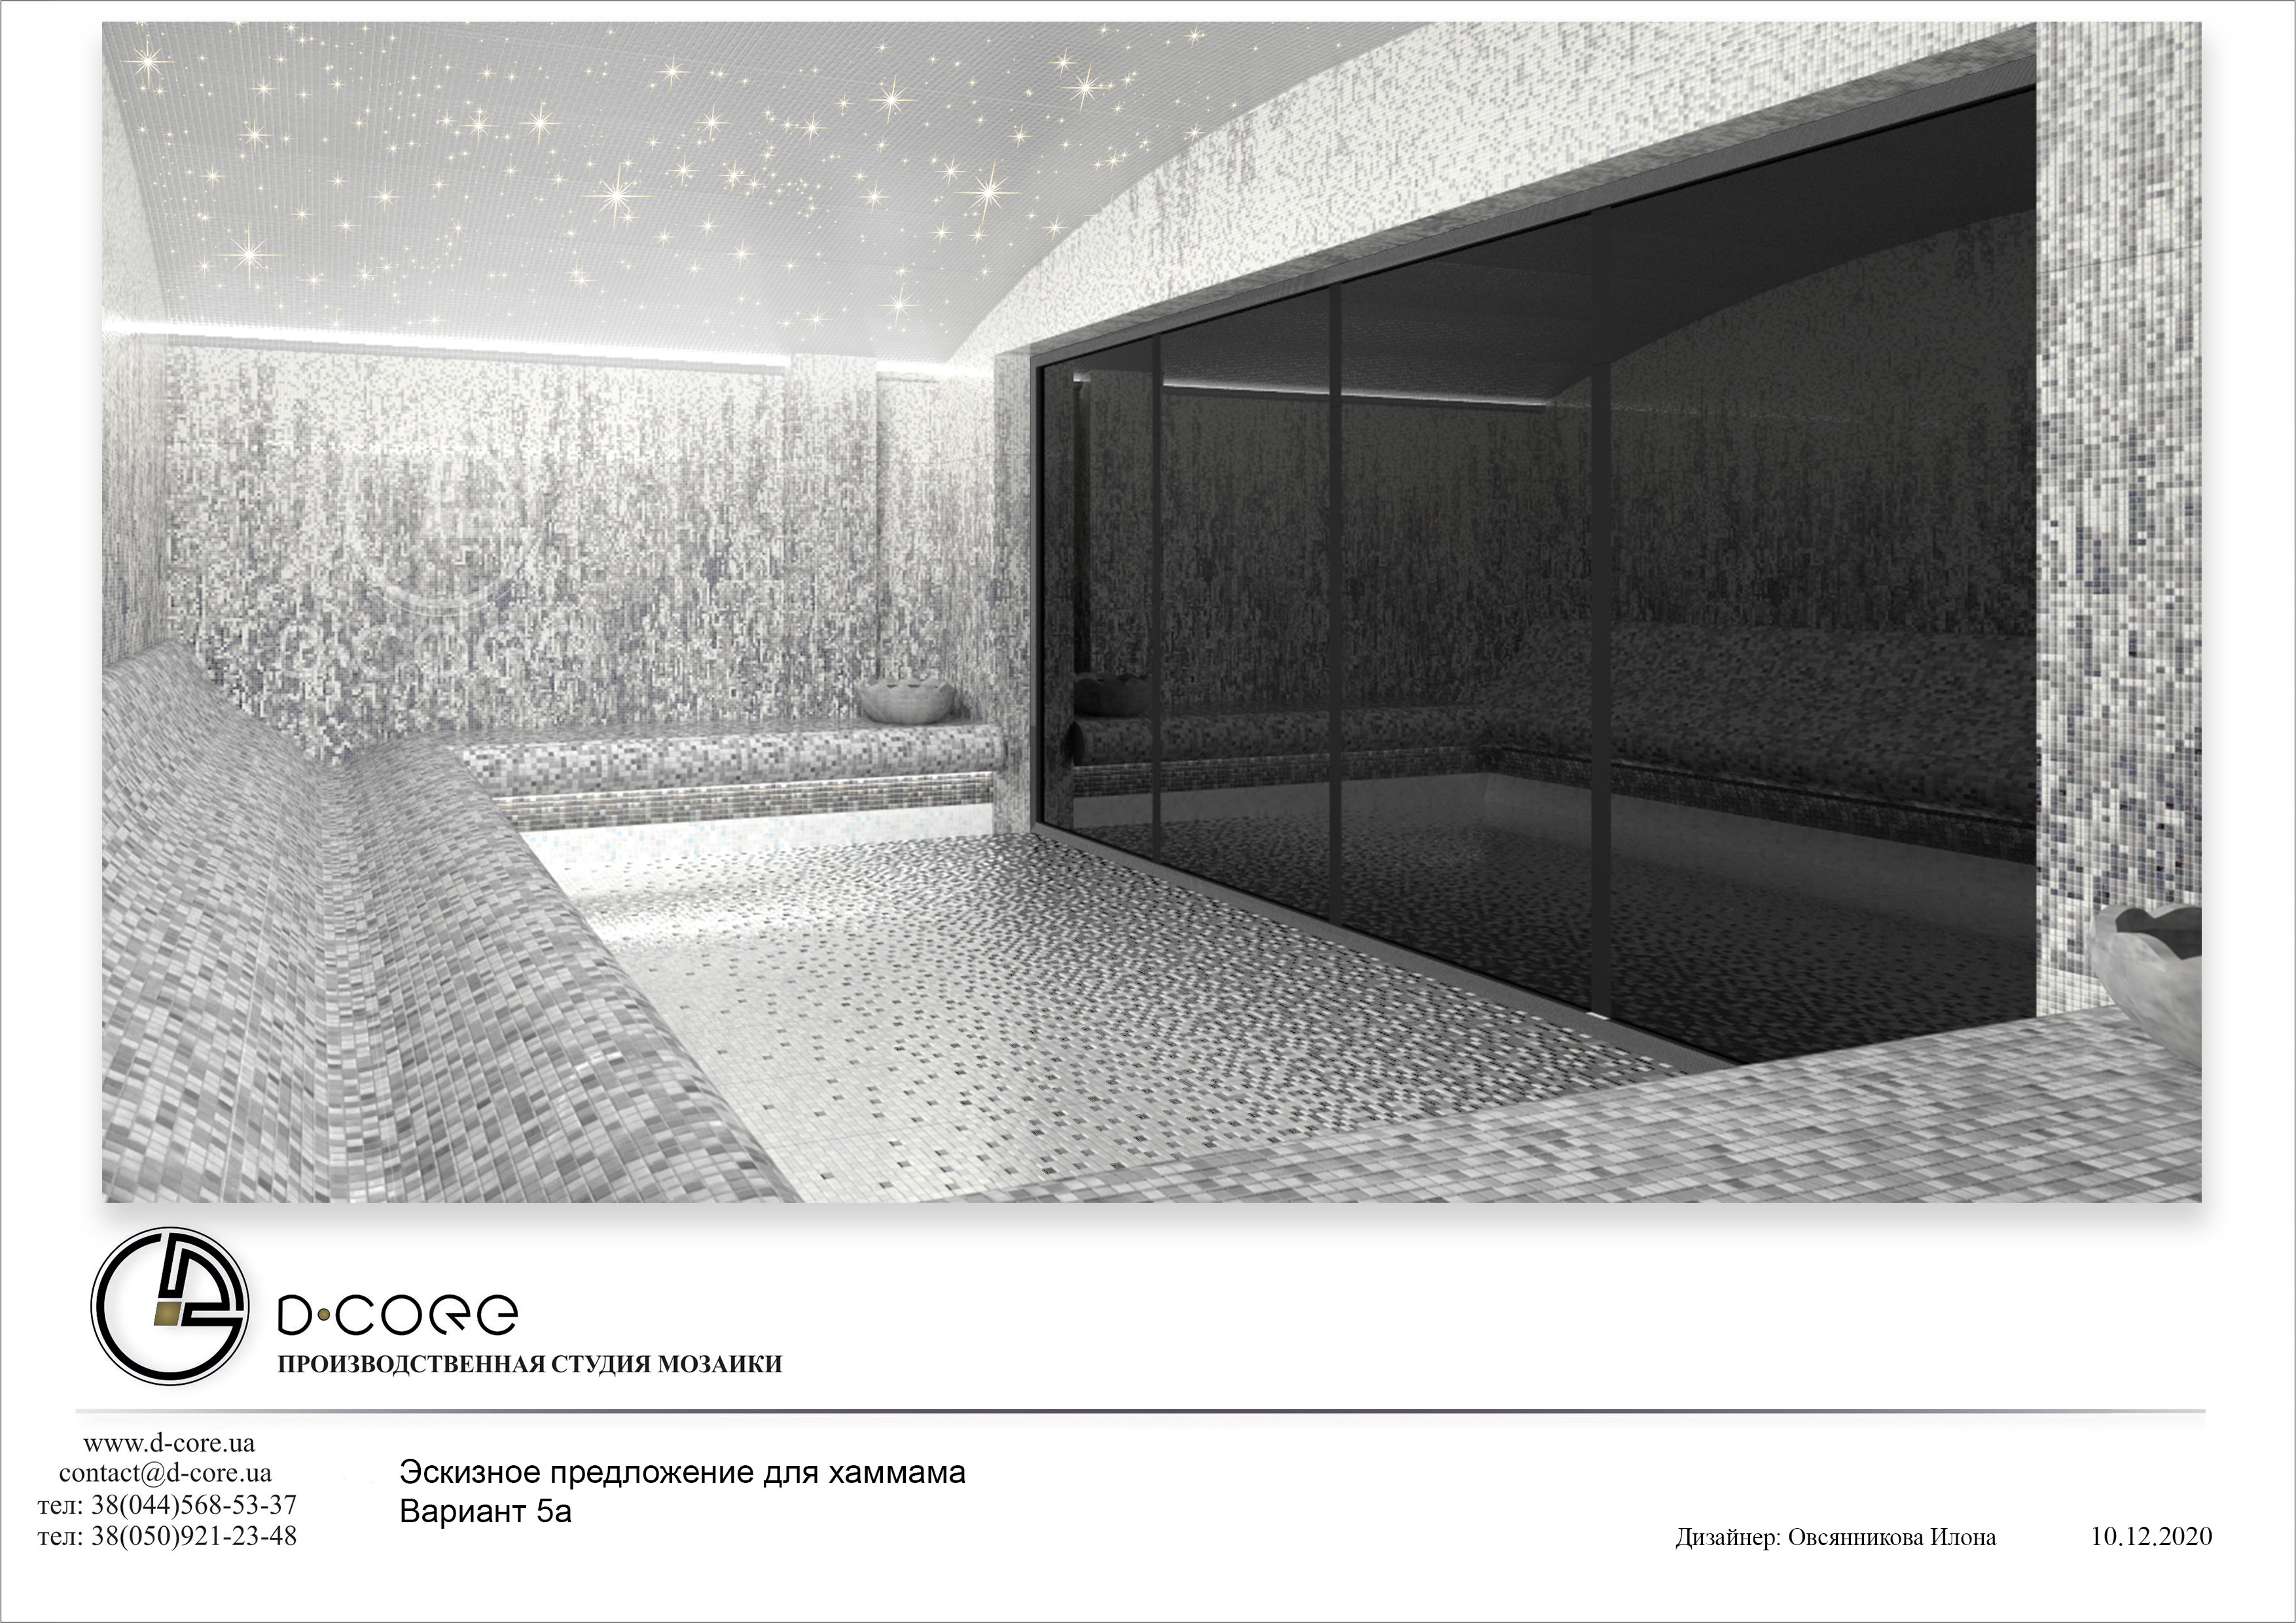 D•CORE
ПРОИЗВОДСТВЕННАЯ СТУДИЯ МОЗАИКИ
www.d-core.ua
contact@d-core.ua
тел: 38(044)568-53-37
тел: 38(050)921-23-48
Эскизное предложение для хаммама
Вариант 5а
Дизайнер: Овсянникова Илона
10.12.2020